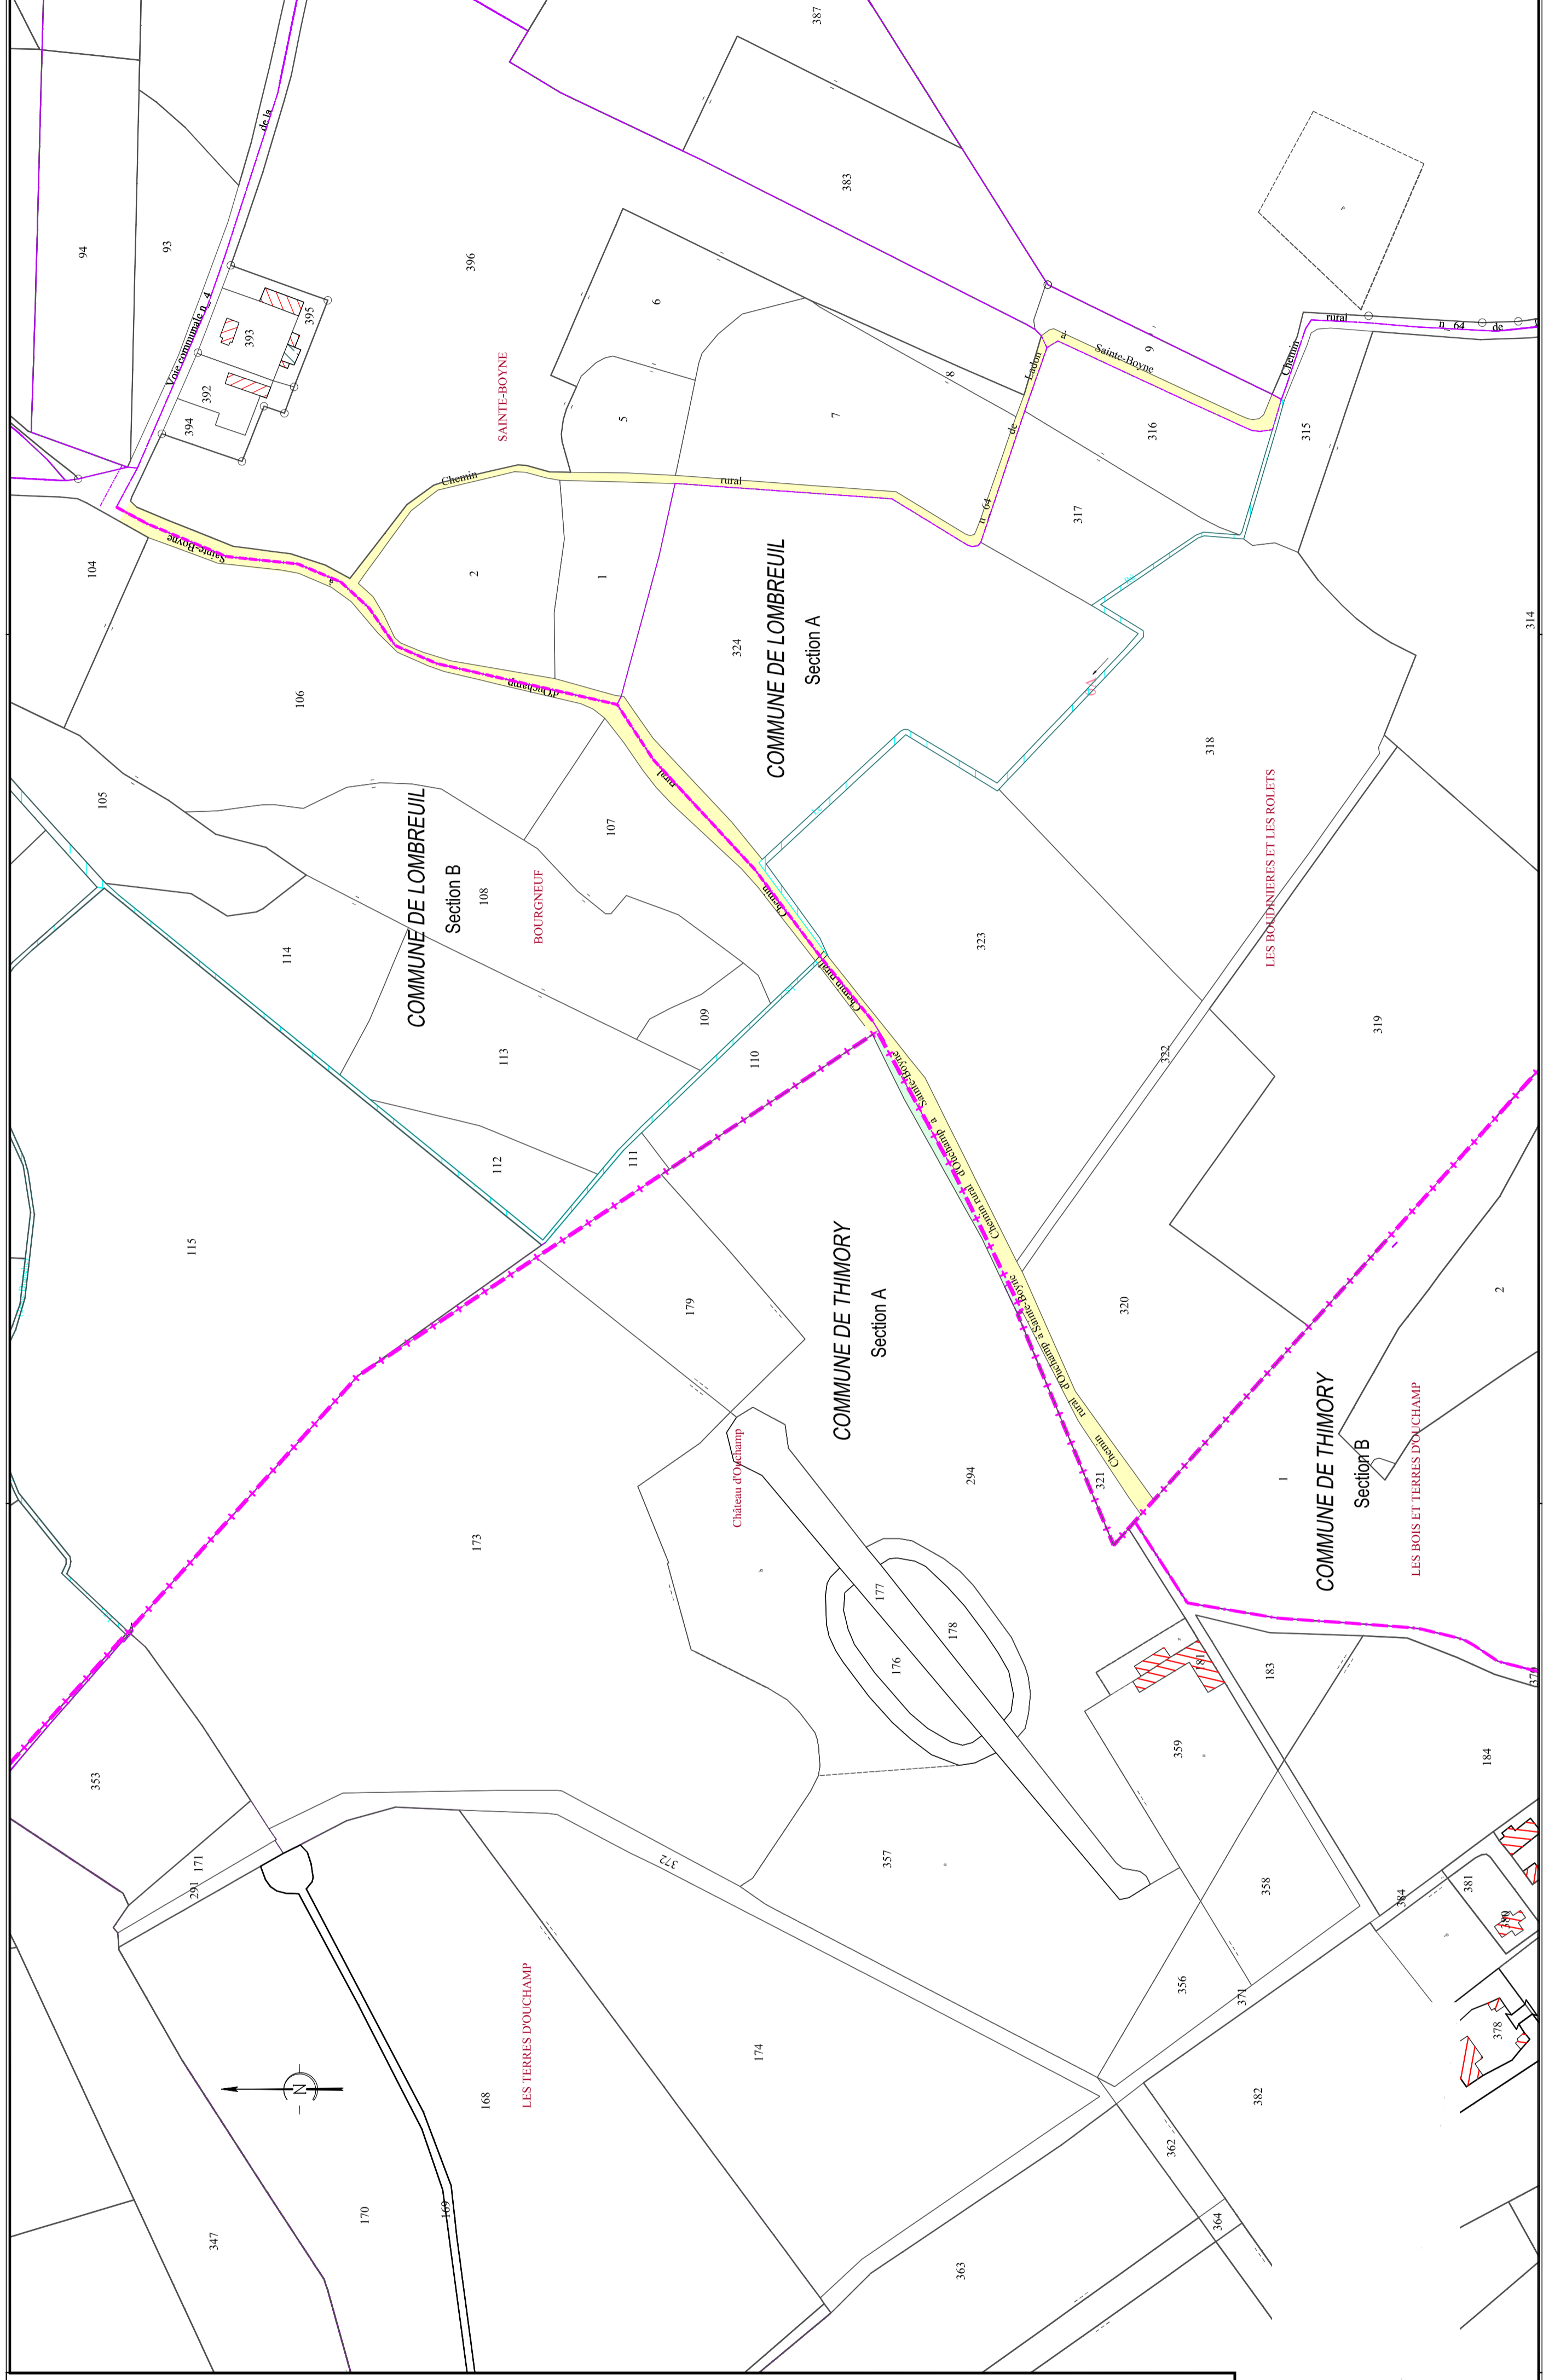 387
94
93
de la
383
396
Voie communale n_4
393
395
392
394
6
SAINTE-BOYNE
5
8
7
9
Sainte-Boyne
à
Ladon
de
n_64
rural
Chemin
Chemin
rural
n_64
de
316
315
317
104
Sainte-Boyne
à
d'Ouchamp
rural
Chemin
2
1
324
COMMUNE DE LOMBREUIL
Section A
314
106
105
318
107
COMMUNE DE LOMBREUIL
Section B
108
BOURGNEUF
LES BOUDINIERES ET LES ROLETS
114
323
113
109
110
Chemin rural
319
322
112
111
115
179
Chemin rural d'Ouchamp a Sainte-Boyne
COMMUNE DE THIMORY
Section A
320
2
Chemin rural d'Ouchamp a Sainte-Boyne
173
Château d'Ouchamp
294
321
1
COMMUNE DE THIMORY
Section B
LES BOIS ET TERRES D'OUCHAMP
177
178
176
181
183
370
359
184
353
171
291
372
357
358
384
381
380
N
LES TERRES D'OUCHAMP
174
356
371
378
168
382
362
170
169
347
363
364